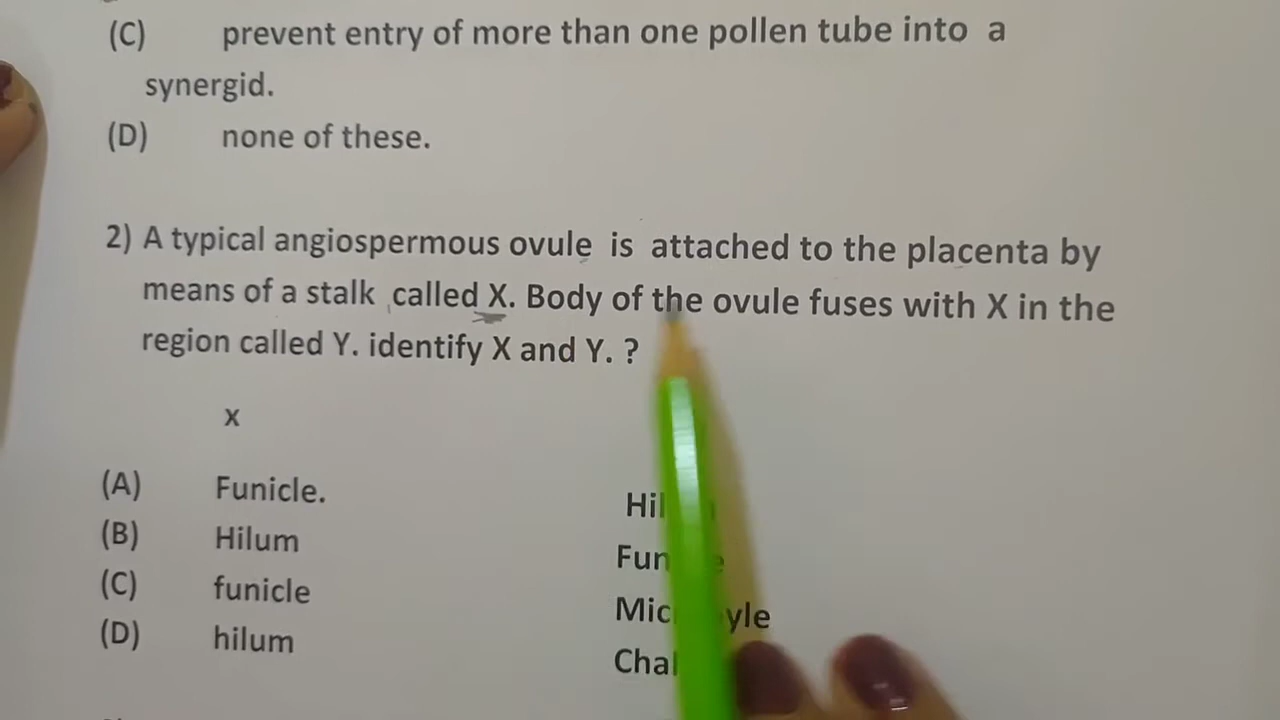 (C) prevent entry of more than one pollen tube into a
synergid.
(D) none of these.
2) A typical angiospermous ovule is attached to the placenta by
means of a stalk called X. Body of the ovule fuses with X in the
region called Y. identify X and Y. ?
x
(A) Funicle.
(B) Hilum
(C) funicle
(D) hilum